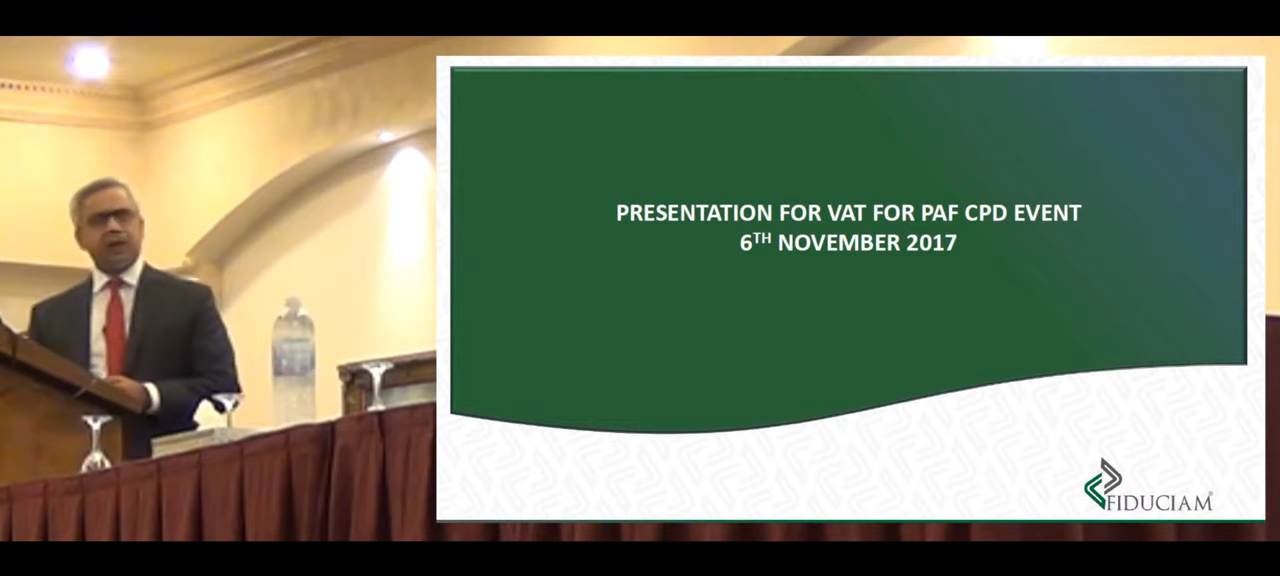 PRESENTATION FOR VAT FOR PAF CPD EVENT
6TH NOVEMBER 2017
FIDUCIAM®